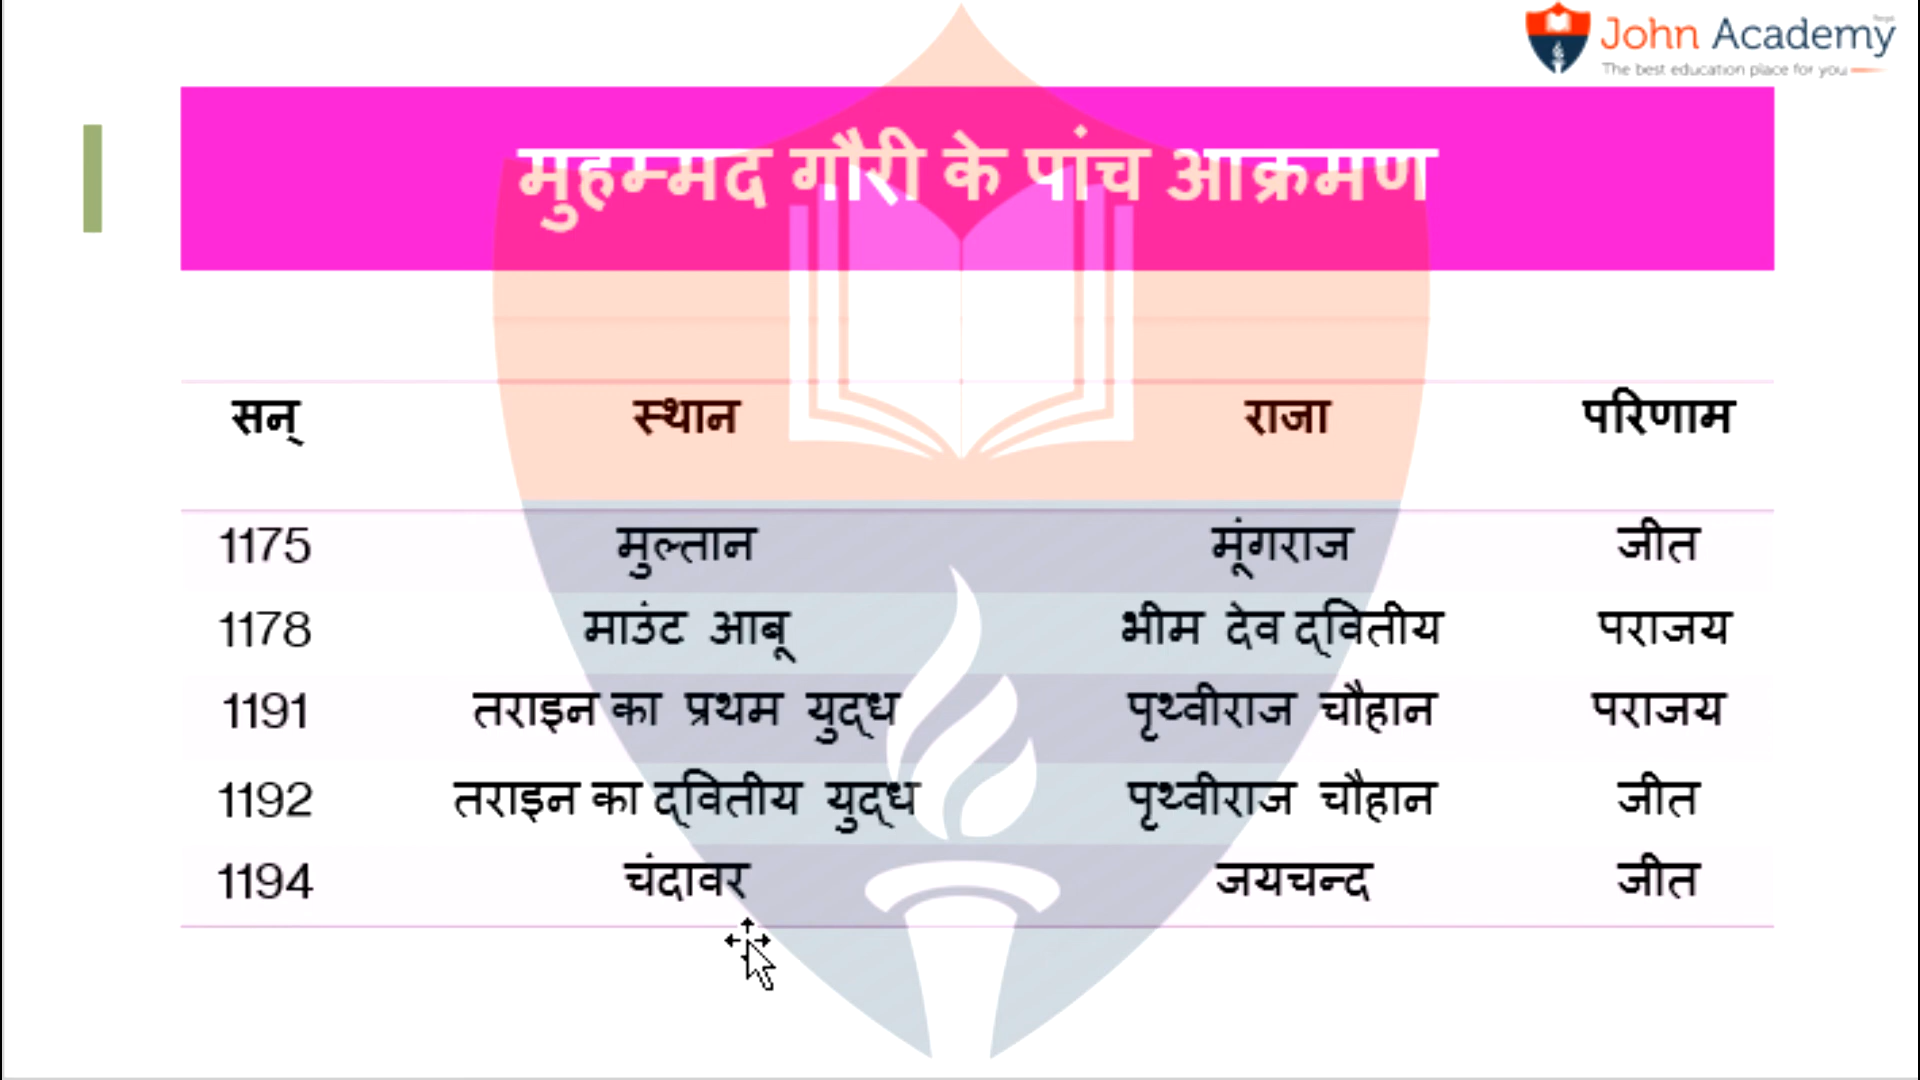 John Academy
The best education place for you
मुहम्मद गौरी के पांच आक्रमण
सन् स्थान राजा परिणाम
1175 मुल्तान मूंगराज जीत
1178 माउंट आबू भीम देव द्वितीय पराजय
1191 तराइन का प्रथम युद्ध पृथ्वीराज चौहान पराजय
1192 तराइन का द्वितीय युद्ध पृथ्वीराज चौहान जीत
1194 चंदावर जयचन्द जीत